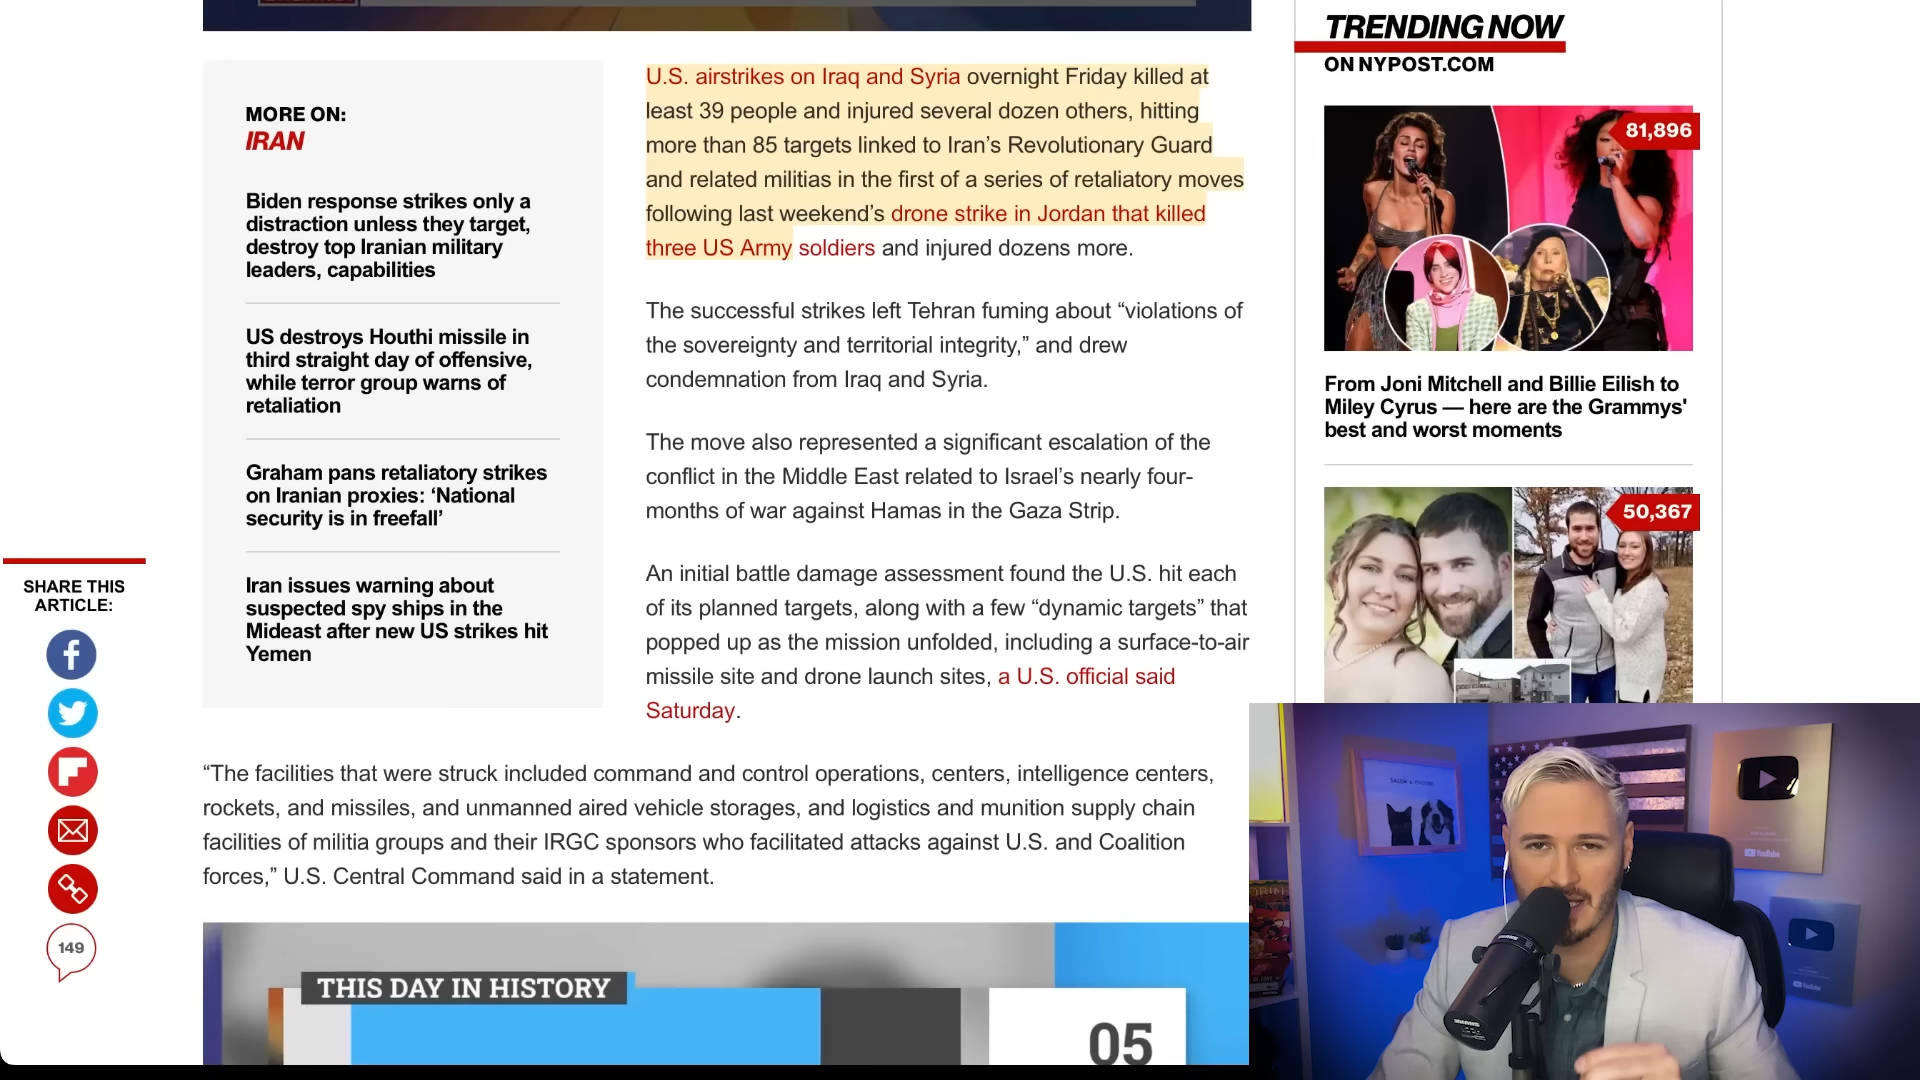 MORE ON:
IRAN
Biden response strikes only a
distraction unless they target,
destroy top Iranian military
leaders, capabilities
US destroys Houthi missile in
third straight day of offensive,
while terror group warns of
retaliation
Graham pans retaliatory strikes
on Iranian proxies: ‘National
security is in freefall’
Iran issues warning about
suspected spy ships in the
Mideast after new US strikes hit
Yemen
SHARE THIS
ARTICLE:
149
U.S. airstrikes on Iraq and Syria overnight Friday killed at
least 39 people and injured several dozen others, hitting
more than 85 targets linked to Iran’s Revolutionary Guard
and related militias in the first of a series of retaliatory moves
following last weekend’s drone strike in Jordan that killed
three US Army soldiers and injured dozens more.
The successful strikes left Tehran fuming about “violations of
the sovereignty and territorial integrity,” and drew
condemnation from Iraq and Syria.
The move also represented a significant escalation of the
conflict in the Middle East related to Israel’s nearly four-
months of war against Hamas in the Gaza Strip.
An initial battle damage assessment found the U.S. hit each
of its planned targets, along with a few “dynamic targets” that
popped up as the mission unfolded, including a surface-to-air
missile site and drone launch sites, a U.S. official said
Saturday.
“The facilities that were struck included command and control operations, centers, intelligence centers,
rockets, and missiles, and unmanned aired vehicle storages, and logistics and munition supply chain
facilities of militia groups and their IRGC sponsors who facilitated attacks against U.S. and Coalition
forces,” U.S. Central Command said in a statement.
THIS DAY IN HISTORY
05
TRENDING NOW
ON NYPOST.COM
81,896
From Joni Mitchell and Billie Eilish to
Miley Cyrus — here are the Grammys'
best and worst moments
50,367
SALEM & PHOEBE
YouTube
YouTube